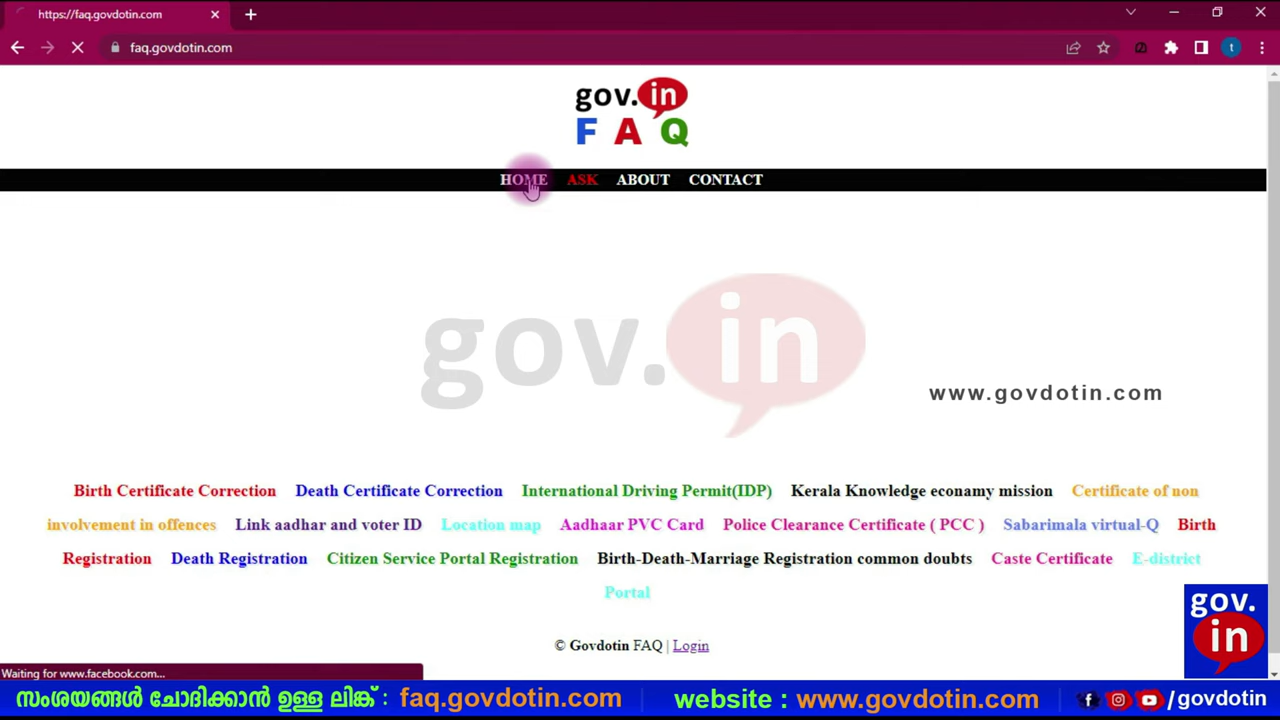 https://faq.govdotin.com
faq.govdotin.com
t
gov.in
F A Q
HOME ASK ABOUT CONTACT
gov.in
www.govdotin.com
Birth Certificate Correction Death Certificate Correction International Driving Permit(IDP) Kerala Knowledge econamy mission Certificate of non
involvement in offences Link aadhar and voter ID Location map Aadhaar PVC Card Police Clearance Certificate ( PCC ) Sabarimala virtual-Q Birth
Registration Death Registration Citizen Service Portal Registration Birth-Death-Marriage Registration common doubts Caste Certificate E-district
Portal
gov.
in
© Govdotin FAQ | Login
Waiting for www.facebook.com...
സംശയങ്ങൾ ചോദിക്കാൻ ഉള്ള ലിങ്ക് : faq.govdotin.com website : www.govdotin.com /govdotin